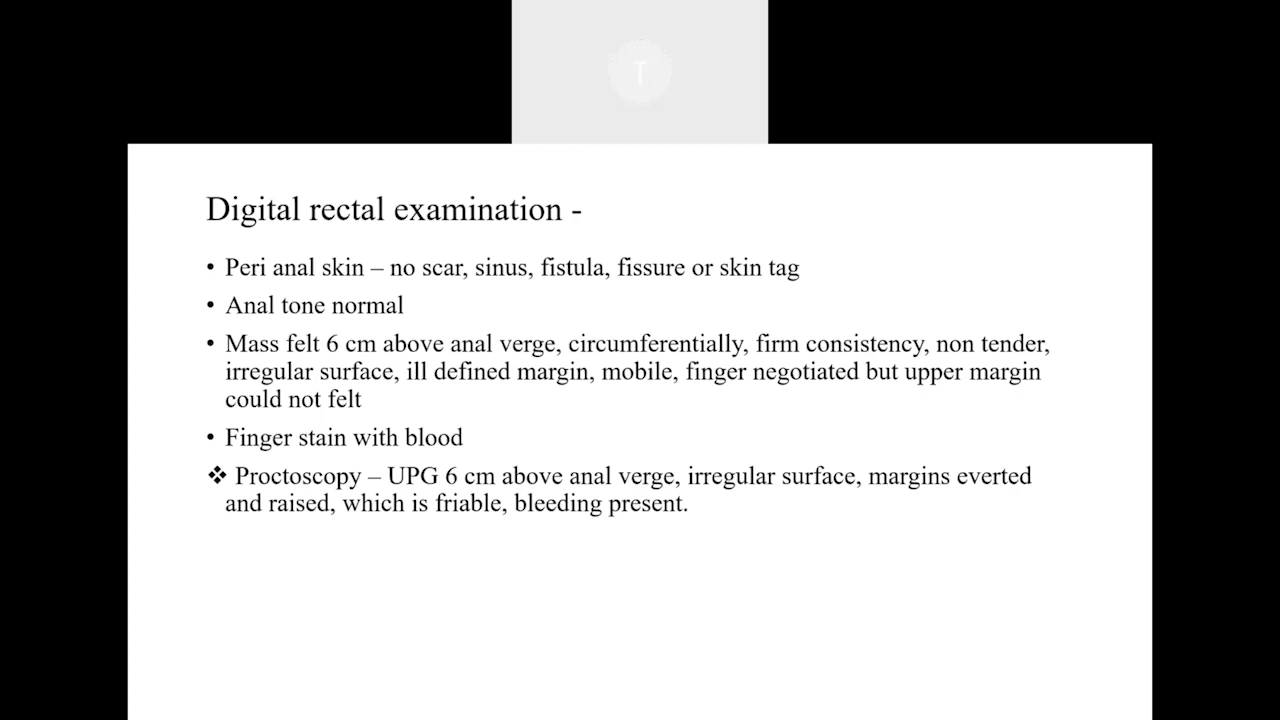 T
Digital rectal examination -
• Peri anal skin – no scar, sinus, fistula, fissure or skin tag
• Anal tone normal
• Mass felt 6 cm above anal verge, circumferentially, firm consistency, non tender,
irregular surface, ill defined margin, mobile, finger negotiated but upper margin
could not felt
• Finger stain with blood
❖ Proctoscopy – UPG 6 cm above anal verge, irregular surface, margins everted
and raised, which is friable, bleeding present.